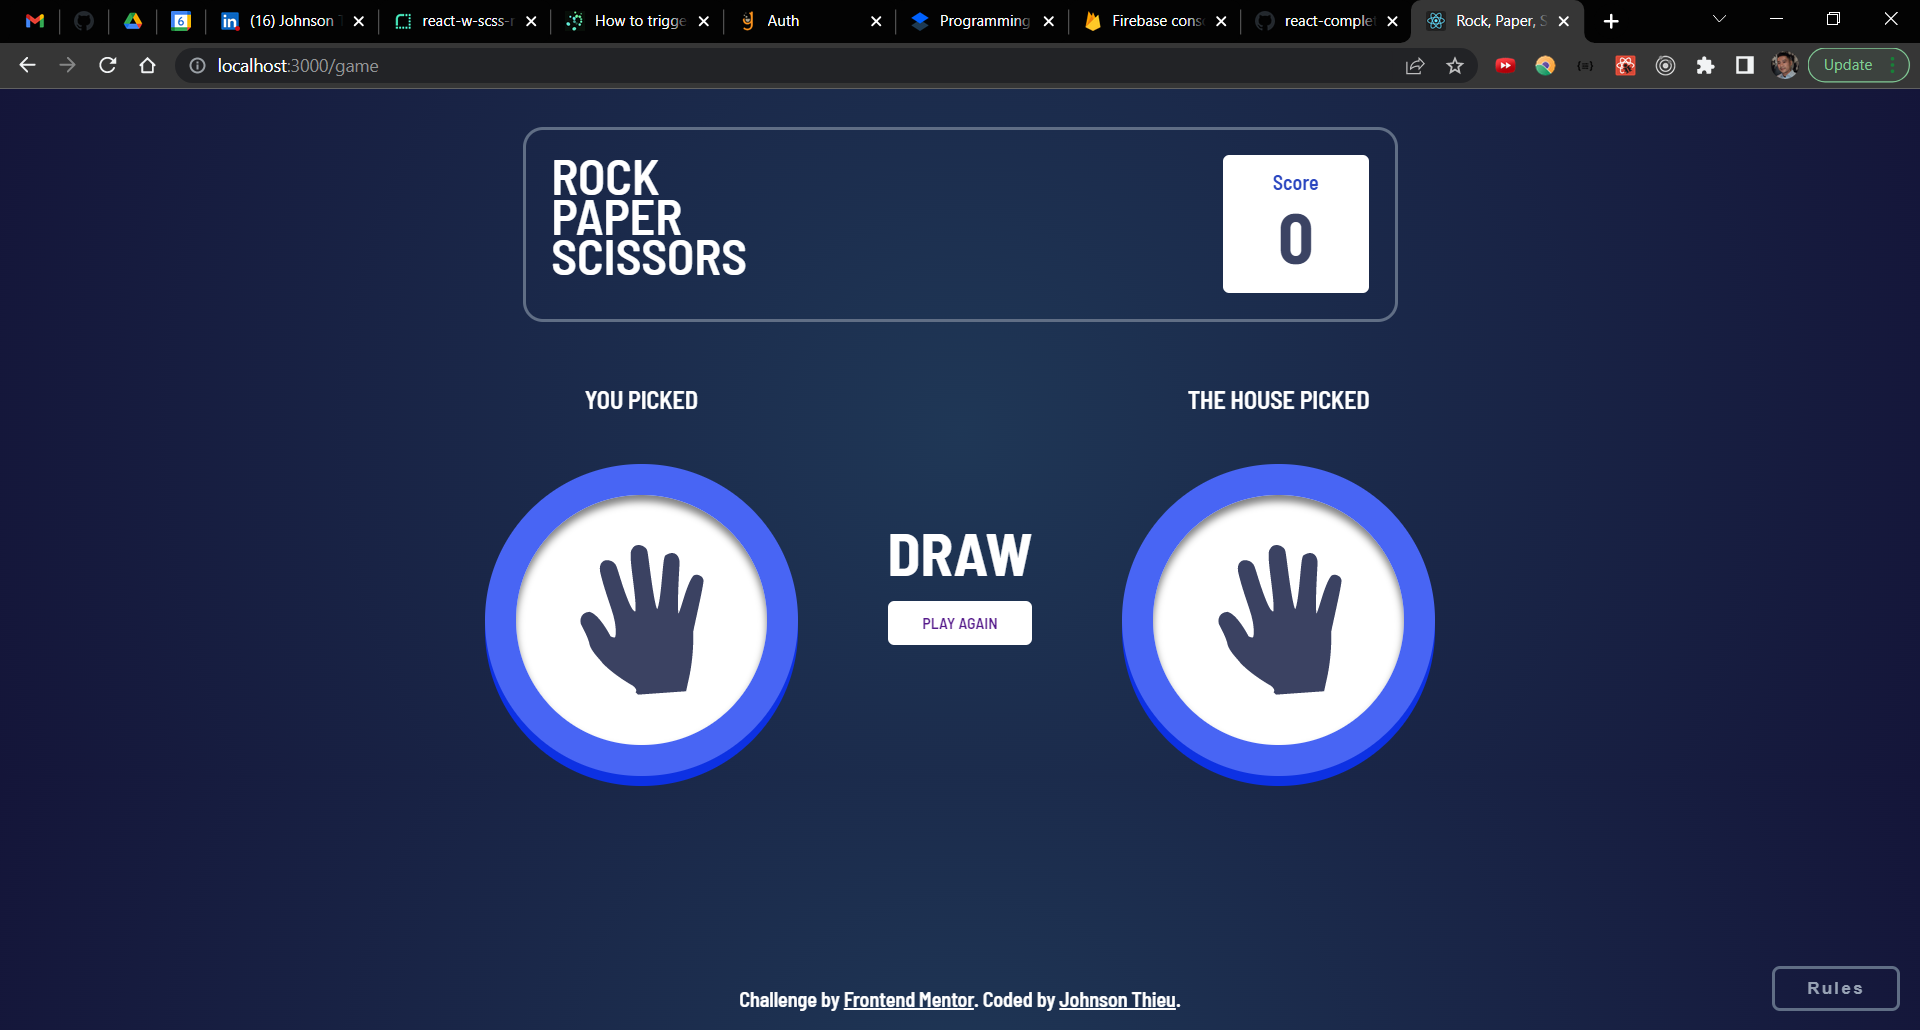 6
(16) Johnson
react-w-scss-r
How to trigge
Auth
Programming
Firebase cons
react-complet
Rock, Paper, S
localhost:3000/game
Update
ROCK
PAPER
SCISSORS
Score
0
YOU PICKED
THE HOUSE PICKED
DRAW
PLAY AGAIN
Challenge by Frontend Mentor. Coded by Johnson Thieu.
Rules